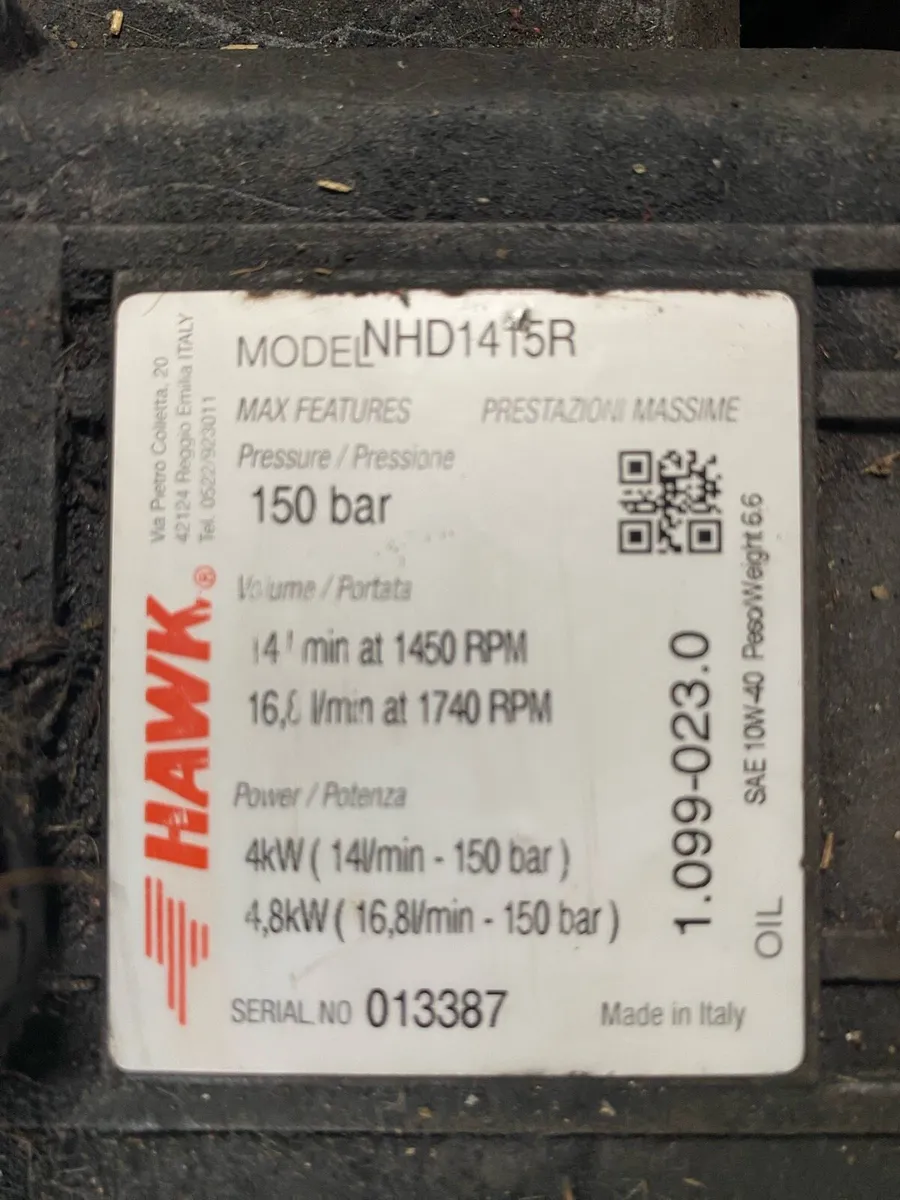 MODEL NHD1415R
MAX FEATURES PRESTAZIONI MASSIME
Pressure / Pressione
150 bar
Volume / Portata
14 l min at 1450 RPM
16,8 l/min at 1740 RPM
Power / Potenza
4kW ( 14l/min - 150 bar )
4,8kW ( 16,8l/min - 150 bar )
SERIAL NO 013387
Made in Italy
HAWK®
Via Pietro Colletta, 20
42124 Reggio Emilia ITALY
Tel. 0522/923011
1.099-023.0
OIL SAE 10W-40 Peso/Weight 6.6